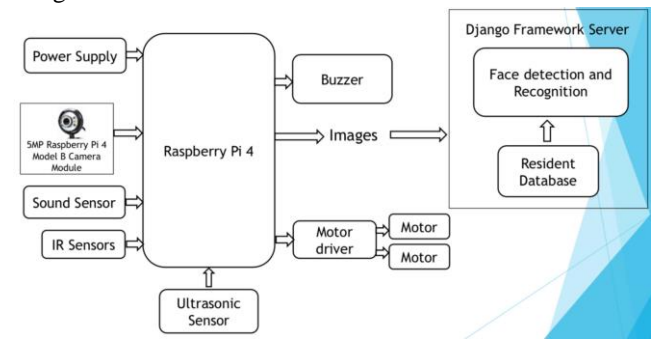 Power Supply
5MP Raspberry Pi 4
Model B Camera
Module
Sound Sensor
IR Sensors
Raspberry Pi 4
Ultrasonic
Sensor
Buzzer
Images
Motor
driver
Motor
Motor
Django Framework Server
Face detection and
Recognition
Resident
Database